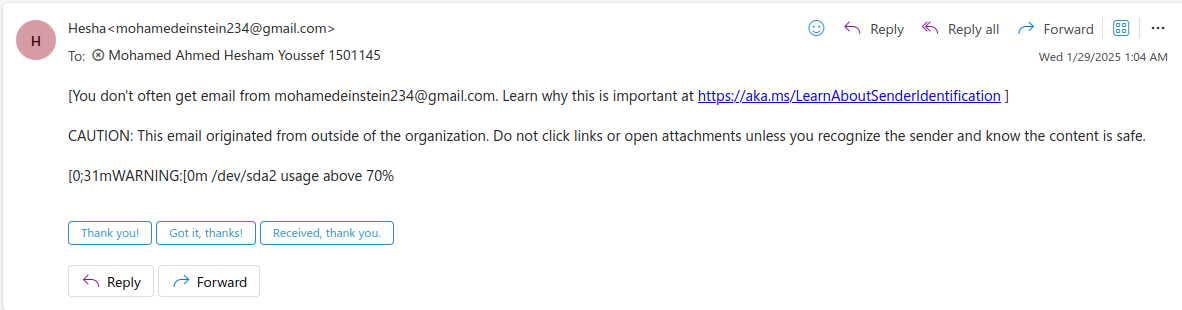 Hesha<mohamedeinstein234@gmail.com>
Reply
Reply all
Forward
To: Mohamed Ahmed Hesham Youssef 1501145
Wed 1/29/2025 1:04 AM
[You don't often get email from mohamedeinstein234@gmail.com. Learn why this is important at https://aka.ms/LearnAboutSenderIdentification ]
CAUTION: This email originated from outside of the organization. Do not click links or open attachments unless you recognize the sender and know the content is safe.
[0;31mWARNING:[0m /dev/sda2 usage above 70%
Thank you!
Got it, thanks!
Received, thank you.
Reply
Forward
H